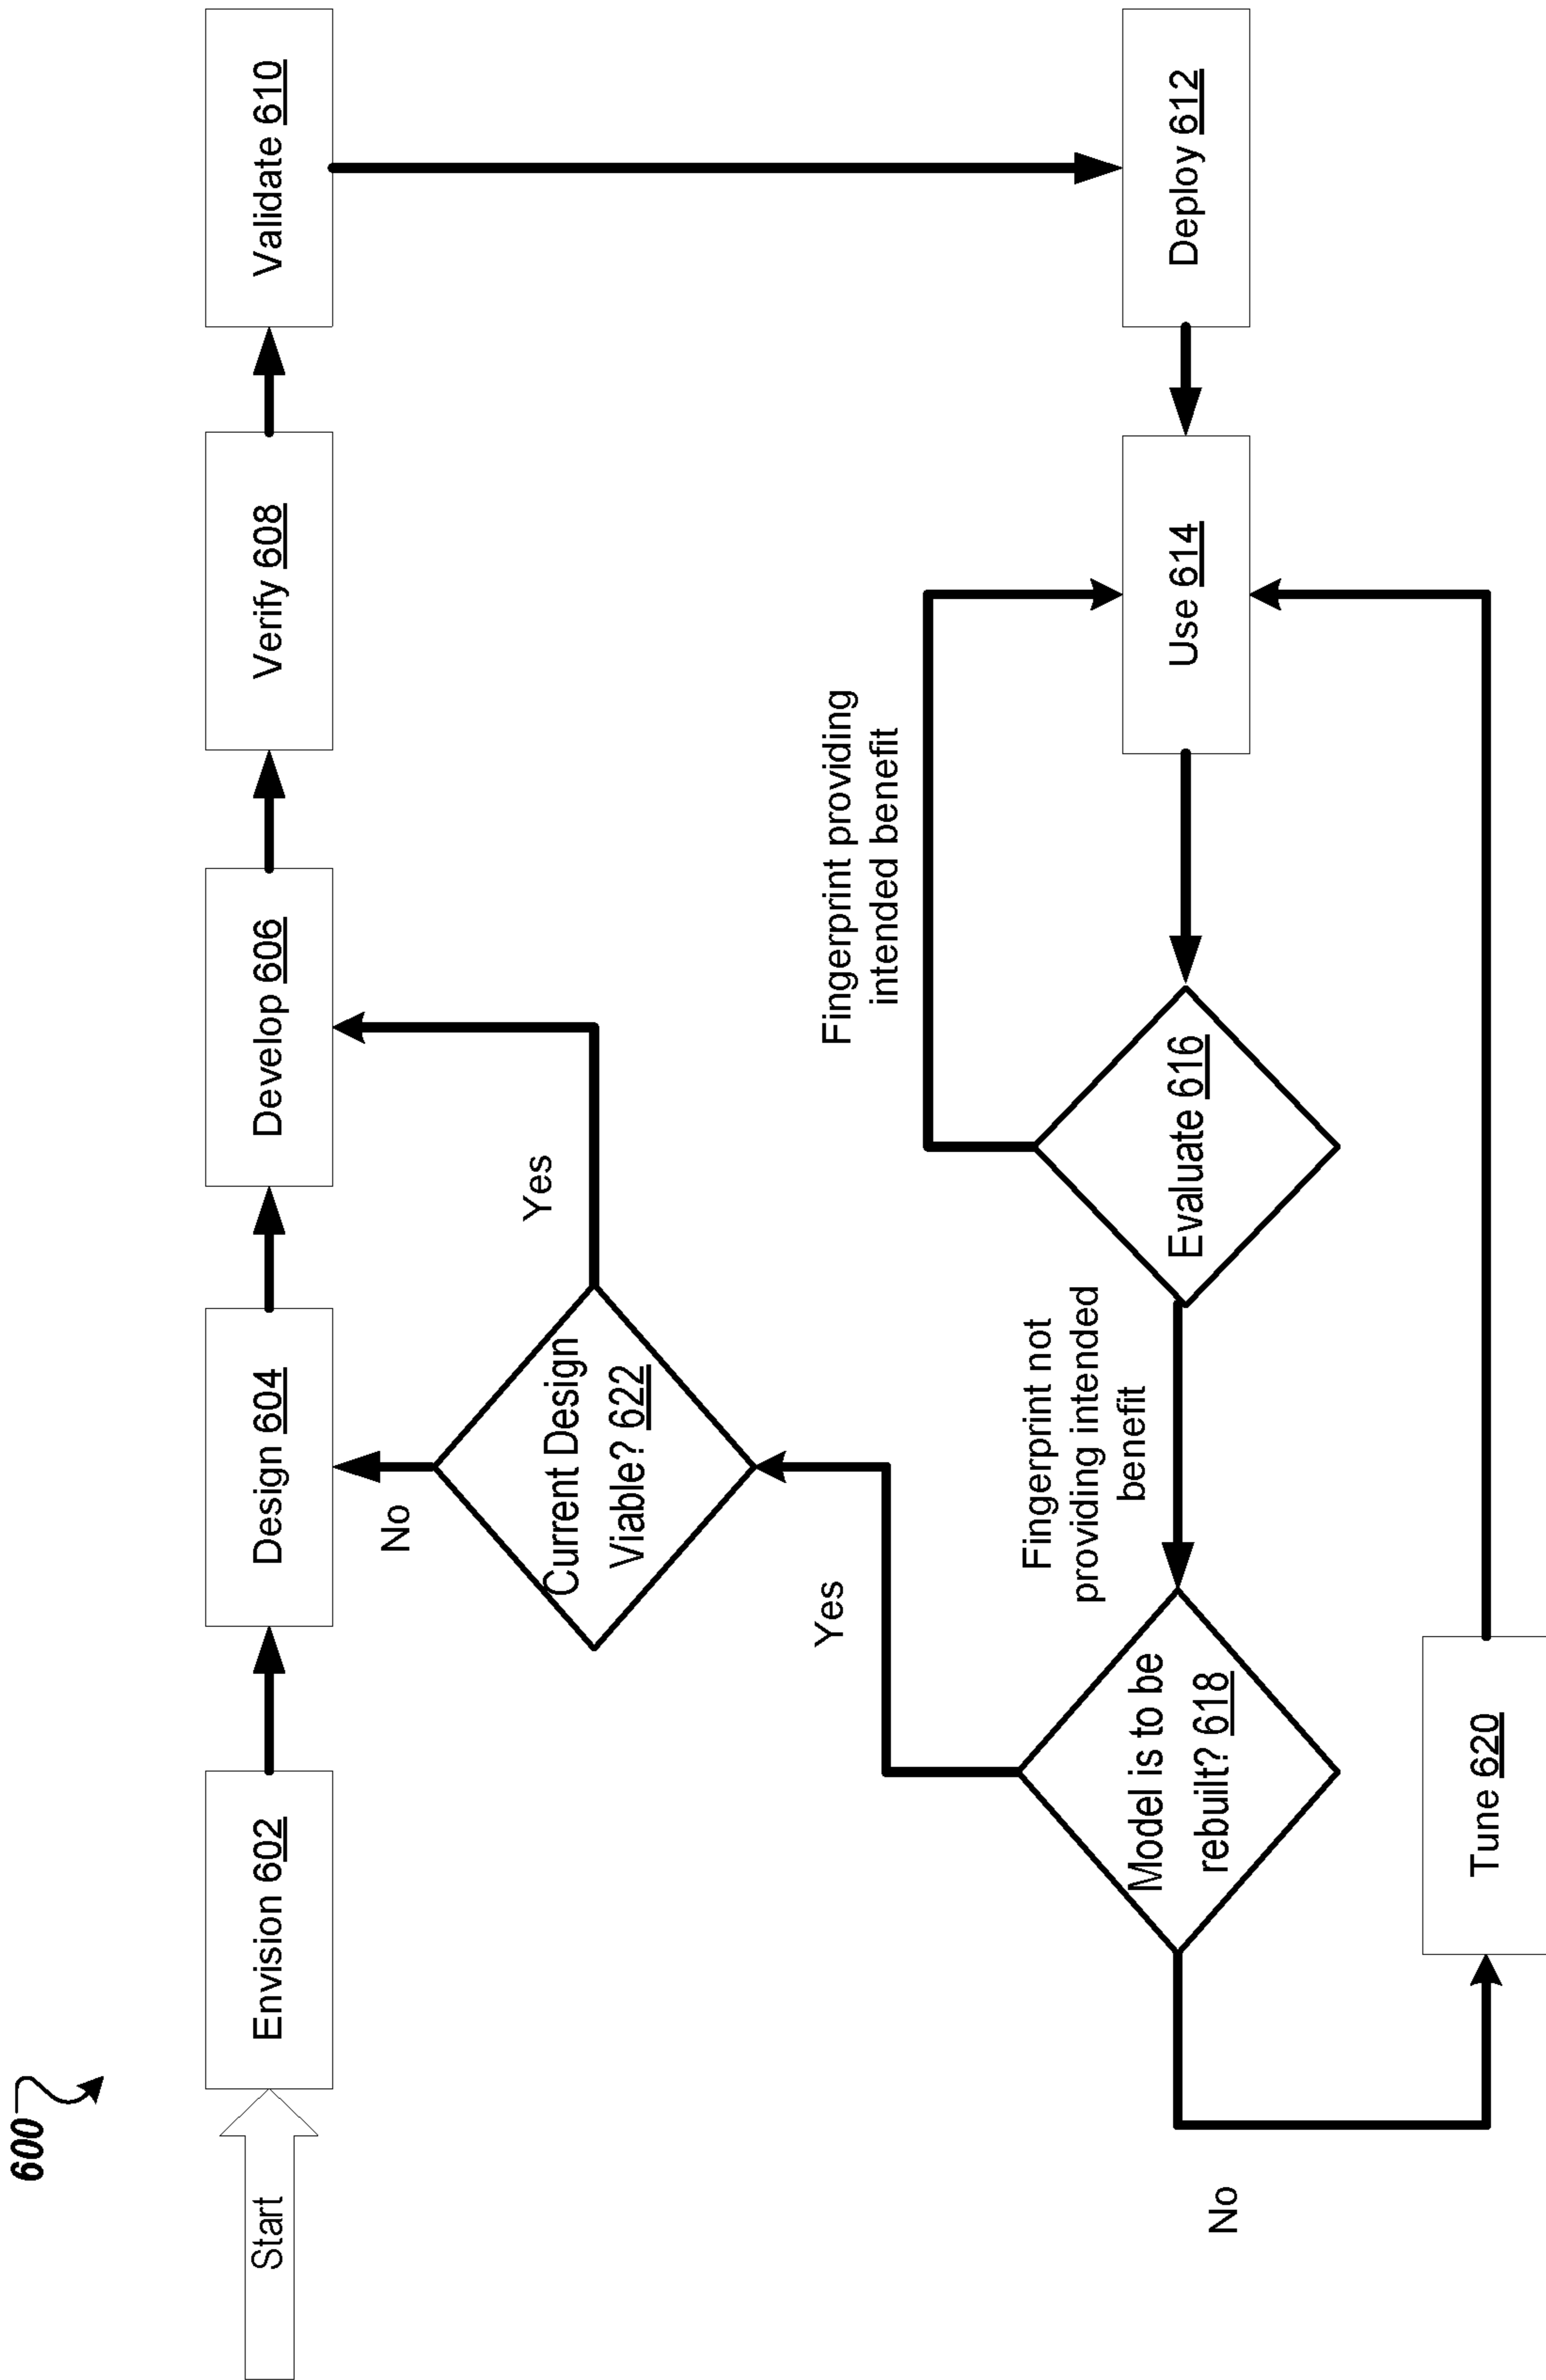 600
Start
Envision 602
Design 604
Develop 606
Verify 608
Validate 610
No
Current Design
Viable? 622
Yes
Yes
Fingerprint providing
intended benefit
Fingerprint not
providing intended
benefit
Model is to be
rebuilt? 618
Evaluate 616
Use 614
Deploy 612
No
Tune 620